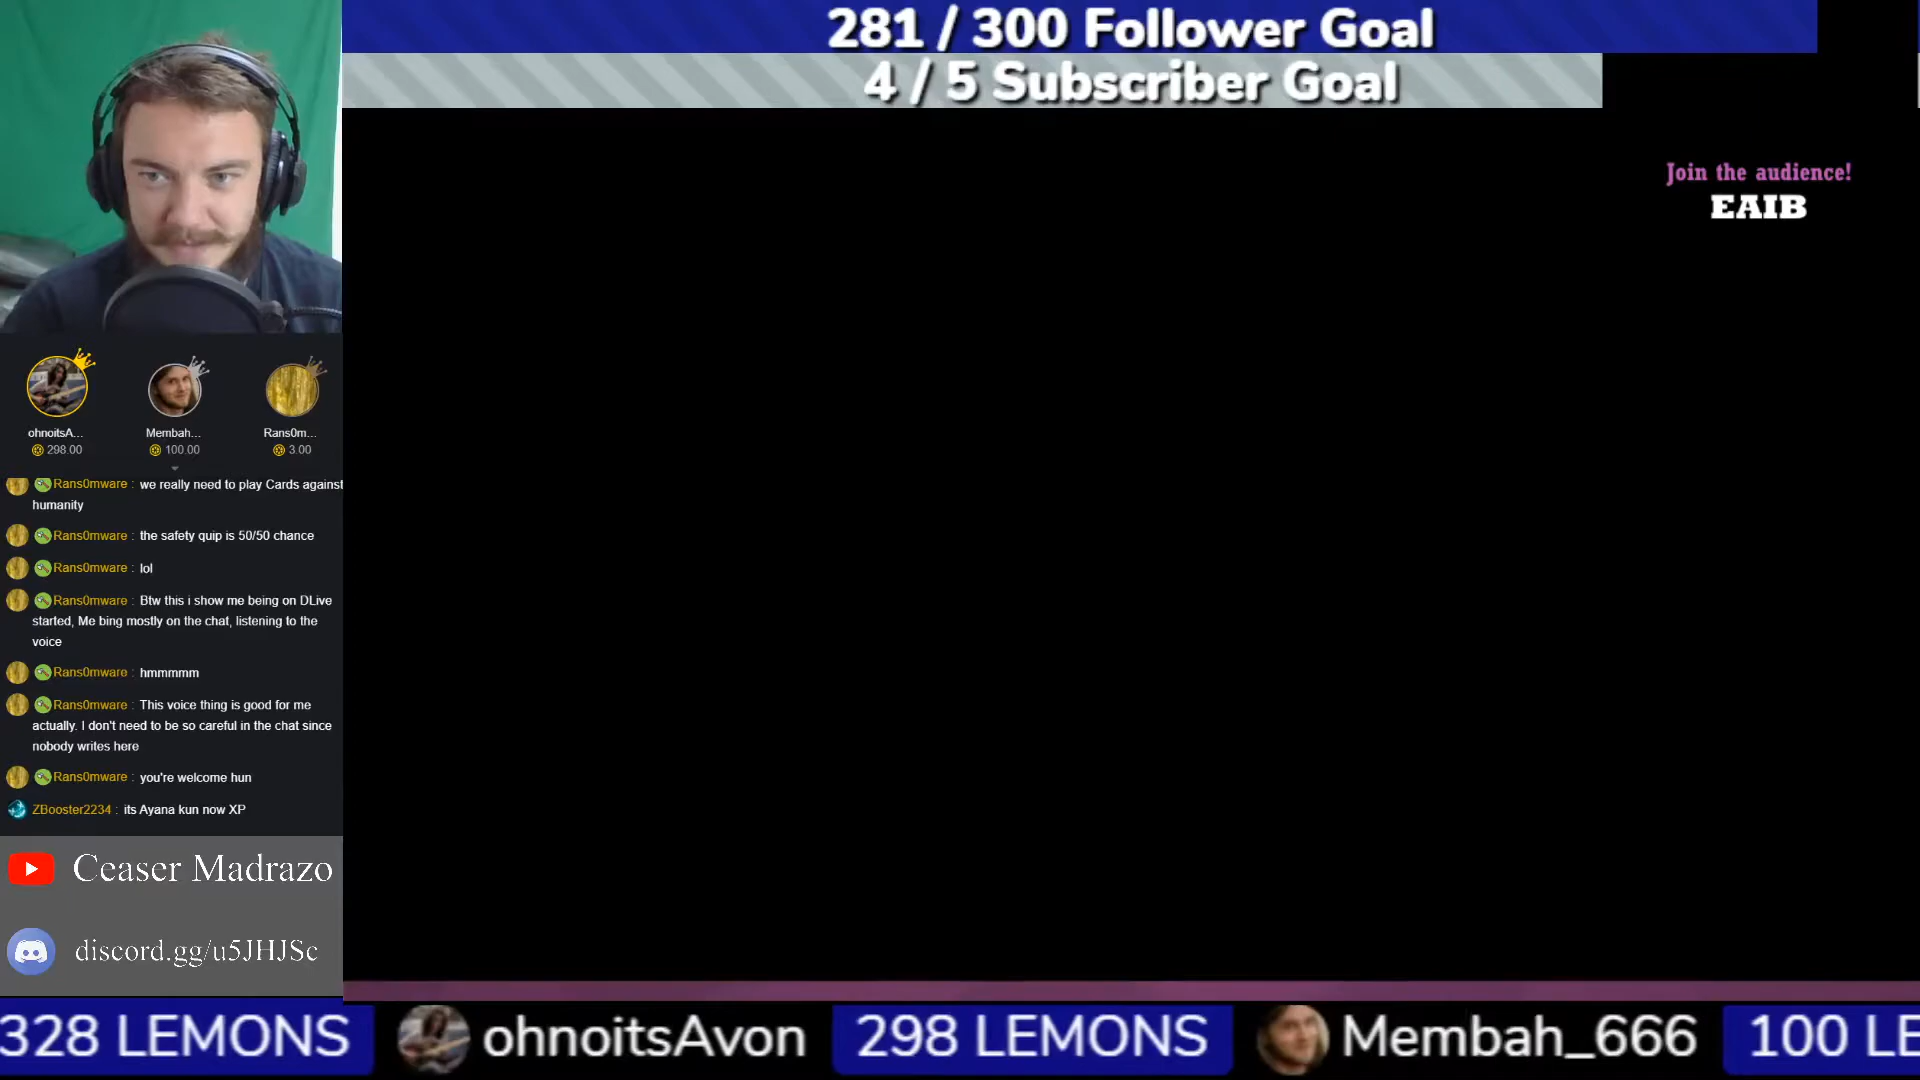 281 / 300 Follower Goal
4 / 5 Subscriber Goal
Join the audience!
EAIB
ohnoitsA... Membah... Rans0m...
298.00 100.00 3.00
Rans0mware : we really need to play Cards against
humanity
Rans0mware : the safety quip is 50/50 chance
Rans0mware : lol
Rans0mware : Btw this i show me being on DLive
started, Me bing mostly on the chat, listening to the
voice
Rans0mware : hmmmmm
Rans0mware : This voice thing is good for me
actually. I don't need to be so careful in the chat since
nobody writes here
Rans0mware : you're welcome hun
ZBooster2234 : its Ayana kun now XP
Ceaser Madrazo
discord.gg/u5JHJSc
328 LEMONS ohnoitsAvon 298 LEMONS Membah_666 100 LE